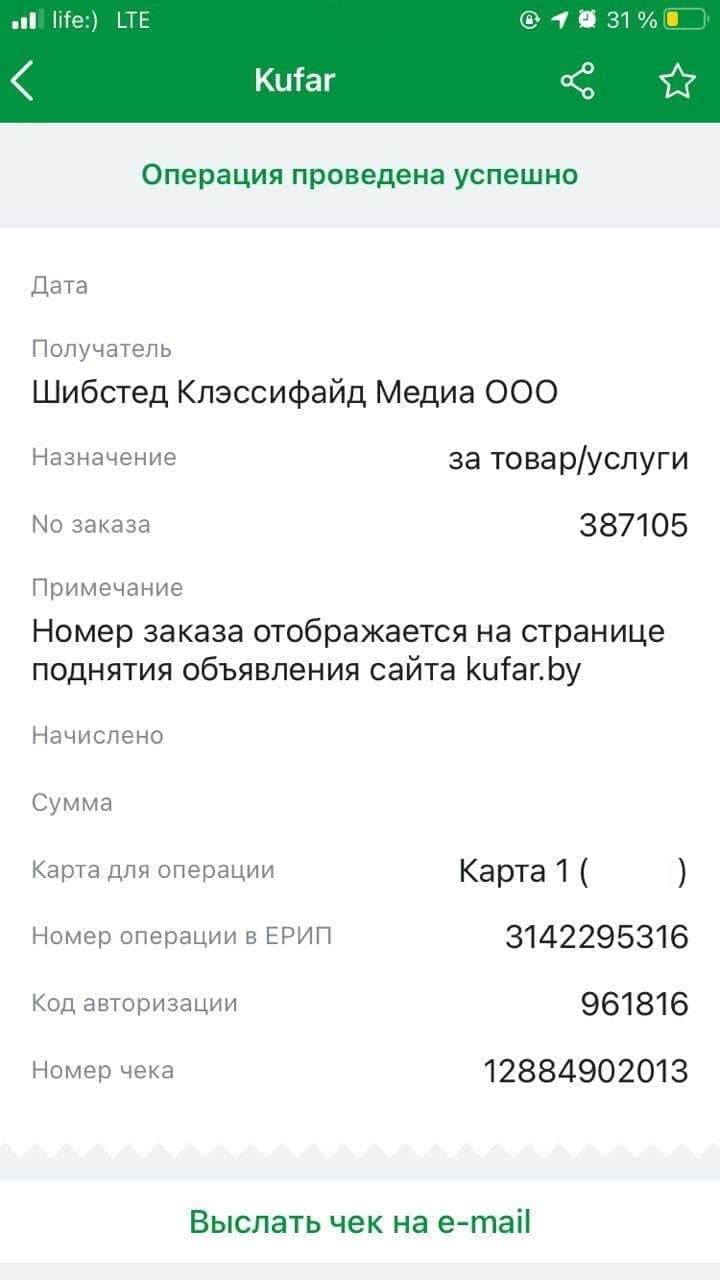 life:) LTE 31 %
Kufar
Операция проведена успешно
Дата
Получатель
Шибстед Клэссифайд Медиа ООО
Назначение за товар/услуги
No заказа 387105
Примечание
Номер заказа отображается на странице
поднятия объявления сайта kufar.by
Начислено
Сумма
Карта для операции Карта 1 ( )
Номер операции в ЕРИП 3142295316
Код авторизации 961816
Номер чека 12884902013
Выслать чек на e-mail